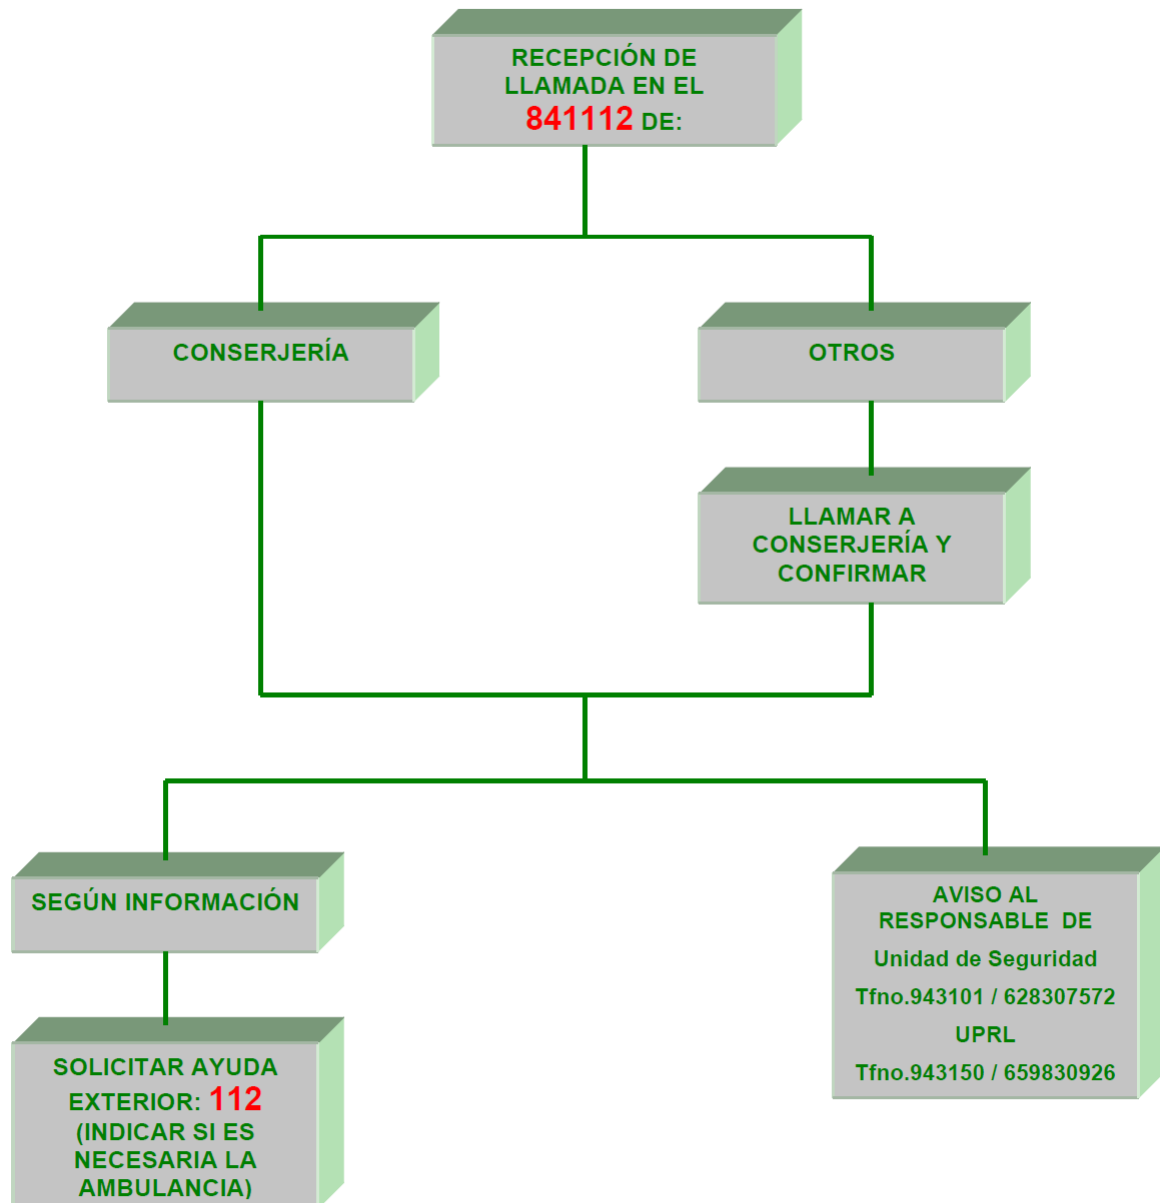 RECEPCIÓN DE
LLAMADA EN EL
841112 DE:
CONSERJERÍA
OTROS
LLAMAR A
CONSERJERÍA Y
CONFIRMAR
SEGÚN INFORMACIÓN
SOLICITAR AYUDA
EXTERIOR: 112
(INDICAR SI ES
NECESARIA LA
AMBULANCIA)
AVISO AL
RESPONSABLE DE
Unidad de Seguridad
Tfno.943101 / 628307572
UPRL
Tfno.943150 / 659830926